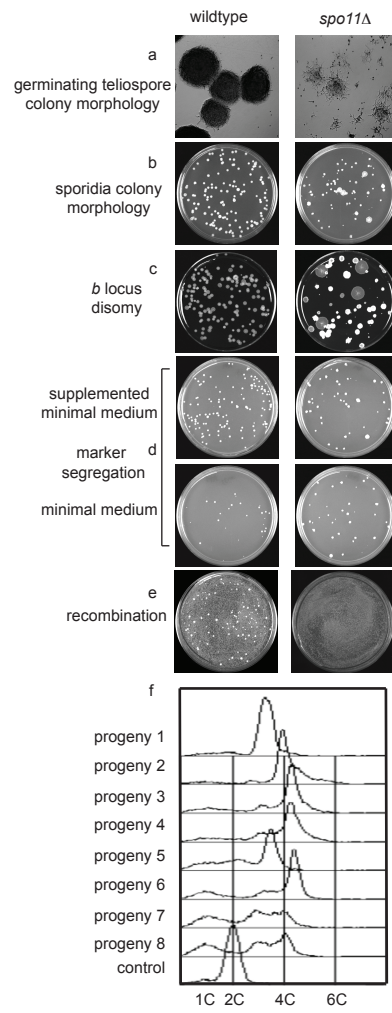 wildtype spo11Δ
a
germinating teliospore
colony morphology
b
sporidia colony
morphology
c
b locus
disomy
supplemented
minimal medium
marker
segregation
d
minimal medium
e
recombination
f
progeny 1
progeny 2
progeny 3
progeny 4
progeny 5
progeny 6
progeny 7
progeny 8
control
1C 2C 4C 6C